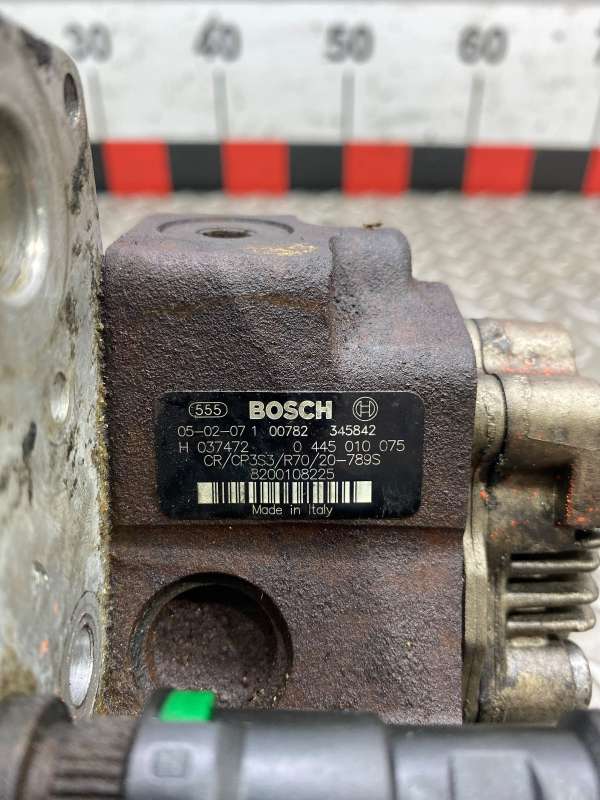 30 40 50 60 7
555 BOSCH
05-02-07 1 00782 345842
H 037472 0 445 010 075
CR/CP3S3/R70/20-789S
8200108225
Made in Italy